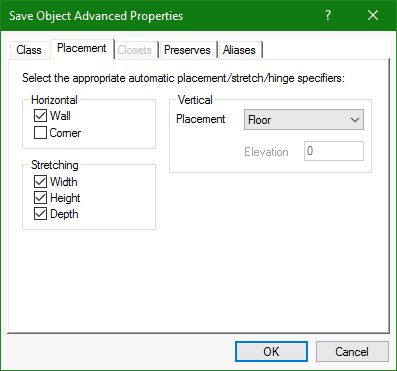 Save Object Advanced Properties
?
Class Placement Closets Preserves Aliases
Select the appropriate automatic placement/stretch/hinge specifiers:
Horizontal
Wall
Corner
Stretching
Width
Height
Depth
Vertical
Placement Floor
Elevation 0
OK Cancel